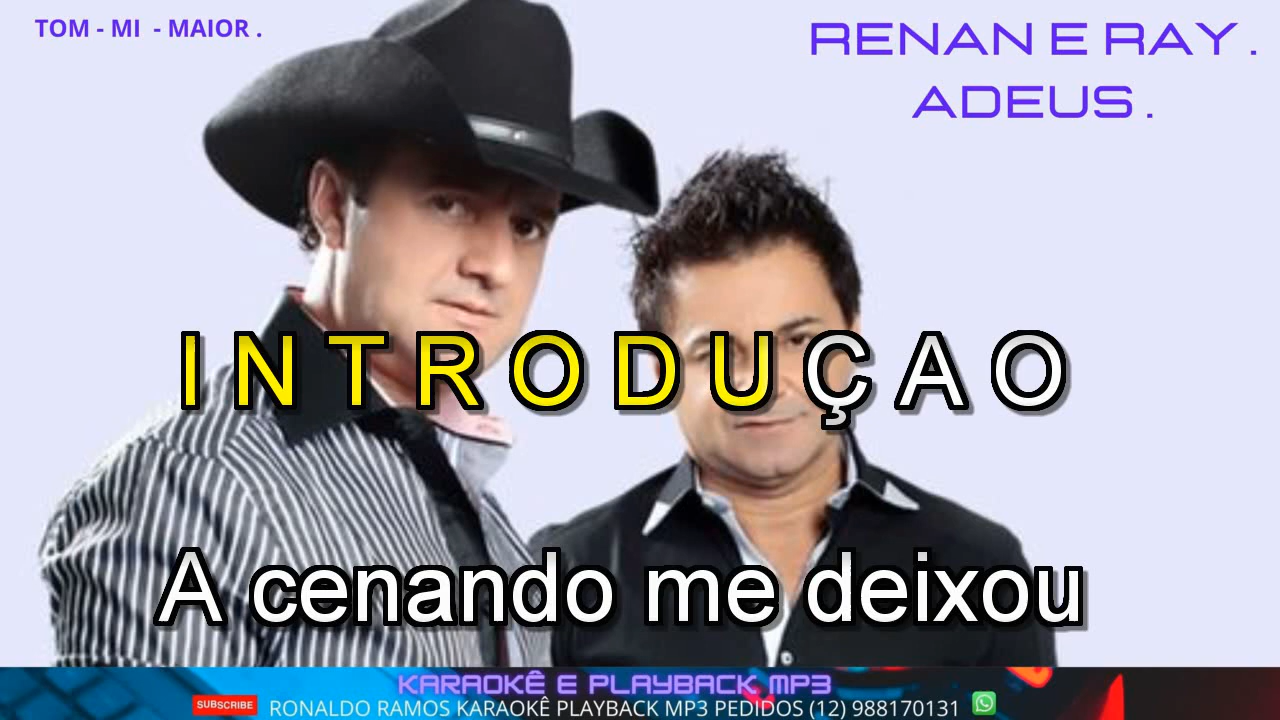 TOM - MI - MAIOR .
RENAN E RAY .
ADEUS .
INTRODUÇAO
A cenando me deixou
KARAOKÊ E PLAYBACK MP3
SUBSCRIBE RONALDO RAMOS KARAOKÊ PLAYBACK MP3 PEDIDOS (12) 988170131